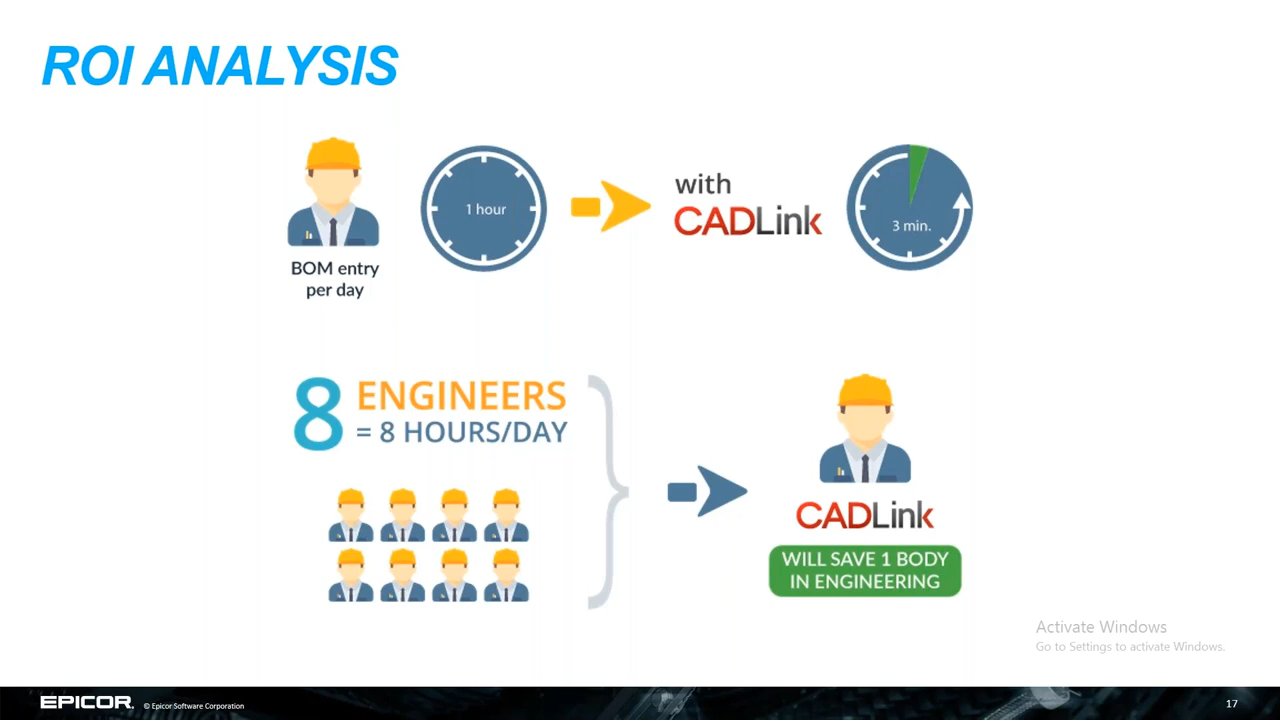 ROI ANALYSIS
1 hour
with
CADLink
3 min.
BOM entry
per day
8 ENGINEERS
= 8 HOURS/DAY
CADLink
WILL SAVE 1 BODY
IN ENGINEERING
Activate Windows
Go to Settings to activate Windows.
EPICOR. © Epicor Software Corporation
17